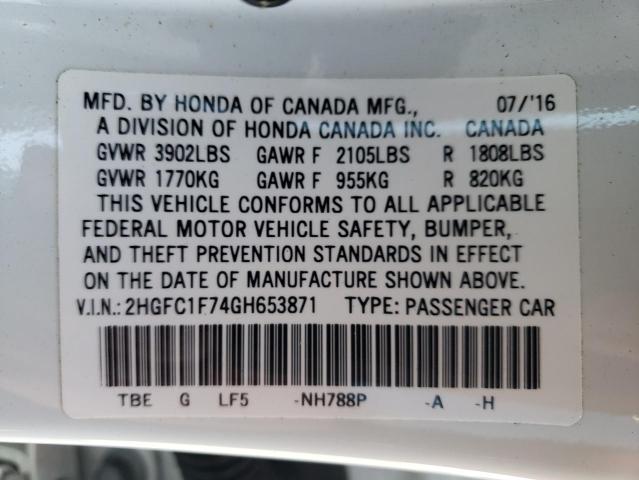 MFD. BY HONDA OF CANADA MFG., 07/'16
A DIVISION OF HONDA CANADA INC. CANADA
GVWR 3902LBS GAWR F 2105LBS R 1808LBS
GVWR 1770KG GAWR F 955KG R 820KG
THIS VEHICLE CONFORMS TO ALL APPLICABLE
FEDERAL MOTOR VEHICLE SAFETY, BUMPER,
AND THEFT PREVENTION STANDARDS IN EFFECT
ON THE DATE OF MANUFACTURE SHOWN ABOVE.
V.I.N.: 2HGFC1F74GH653871 TYPE: PASSENGER CAR
TBE G LF5 -NH788P -A -H